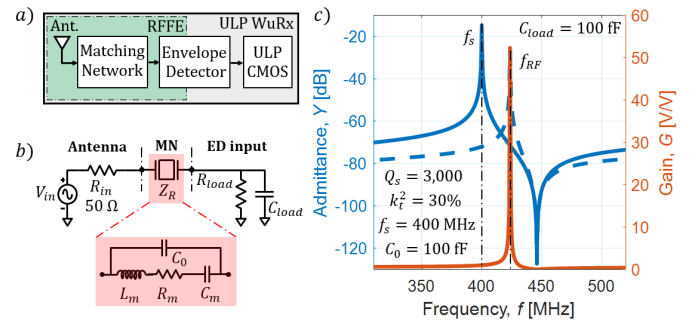 a)
Ant.
RFFE
ULP WuRx
Matching
Network
Envelope
Detector
ULP
CMOS
b)
Antenna
MN
ED input
V_in
R_in
50 Ω
Z_R
R_load
C_load
C_0
L_m
R_m
C_m
c)
f_s
C_load = 100 fF
f_RF
Q_s = 3,000
k_t^2 = 30%
f_s = 400 MHz
C_0 = 100 fF
Admittance, Y [dB]
-20
-40
-60
-80
-100
-120
Gain, G [V/V]
60
50
40
30
20
10
0
350
400
450
500
Frequency, f [MHz]